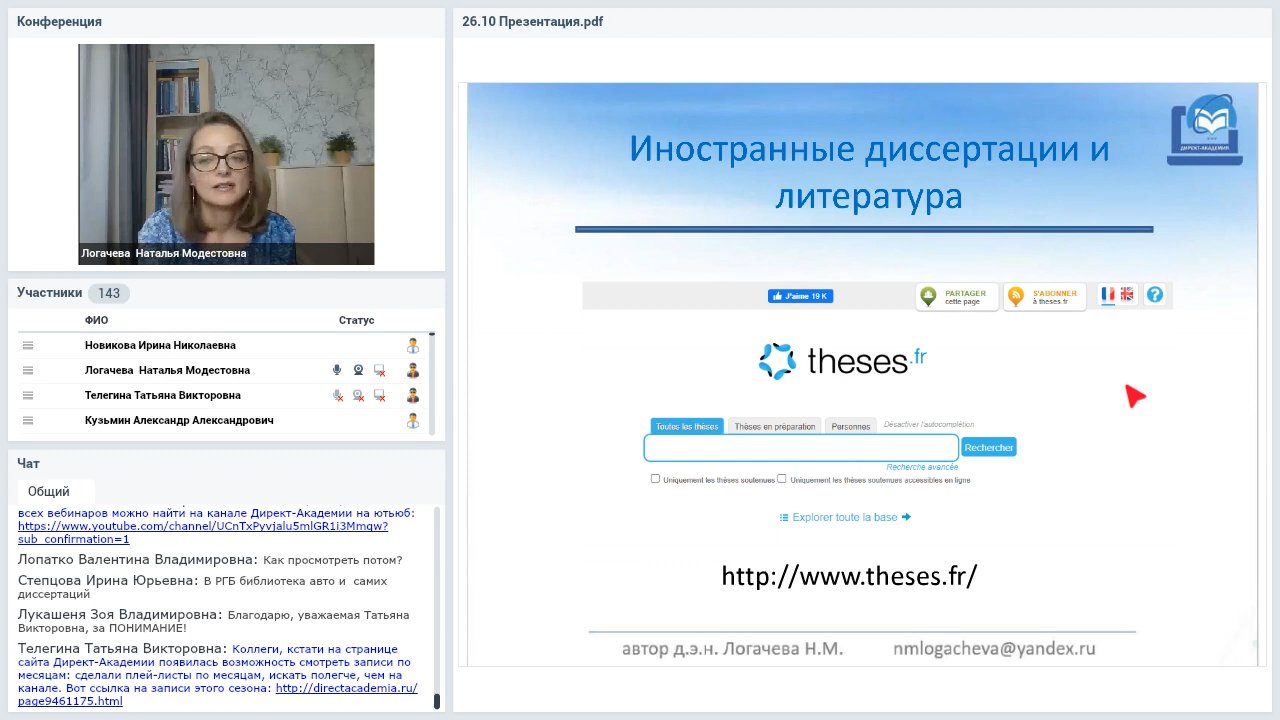 Конференция
Логачева  Наталья Модестовна
Участники 143
ФИО Статус
Новикова Ирина Николаевна
Логачева  Наталья Модестовна
Телегина Татьяна Викторовна
Кузьмин Александр Александрович
Чат
Общий
всех вебинаров можно найти на канале Директ-Академии на ютьюб:
https://www.youtube.com/channel/UCnTxPyvjalu5mlGR1i3Mmqw?
sub_confirmation=1
Лопатко Валентина Владимировна: Как просмотреть потом?
Степцова Ирина Юрьевна: В РГБ библиотека авто и  самих
диссертаций
Лукашеня Зоя Владимировна: Благодарю, уважаемая Татьяна
Викторовна, за ПОНИМАНИЕ!
Телегина Татьяна Викторовна: Коллеги, кстати на странице
сайта Директ-Академии появилась возможность смотреть записи по
месяцам: сделали плей-листы по месяцам, искать полегче, чем на
канале. Вот ссылка на записи этого сезона: http://directacademia.ru/
page9461175.html
26.10 Презентация.pdf
ДИРЕКТ-АКАДЕМИЯ
Иностранные диссертации и
литература
J'aime 19 K
PARTAGER
cette page
S'ABONNER
à theses.fr
theses.fr
Toutes les thèses Thèses en préparation Personnes Désactiver l'autocomplétion
Rechercher
Recherche avancée
Uniquement les thèses soutenues Uniquement les thèses soutenues accessibles en ligne
Explorer toute la base
http://www.theses.fr/
автор д.э.н. Логачева Н.М. nmlogacheva@yandex.ru